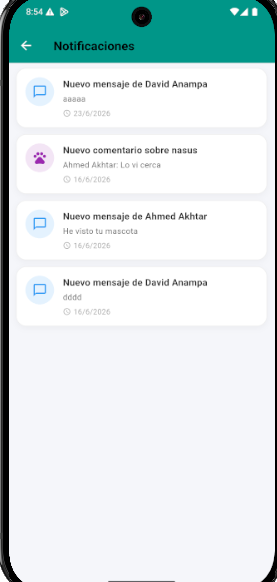 8:54
Notificaciones
Nuevo mensaje de David Anampa
aaaaa
23/6/2026
Nuevo comentario sobre nasus
Ahmed Akhtar: Lo vi cerca
16/6/2026
Nuevo mensaje de Ahmed Akhtar
He visto tu mascota
16/6/2026
Nuevo mensaje de David Anampa
dddd
16/6/2026